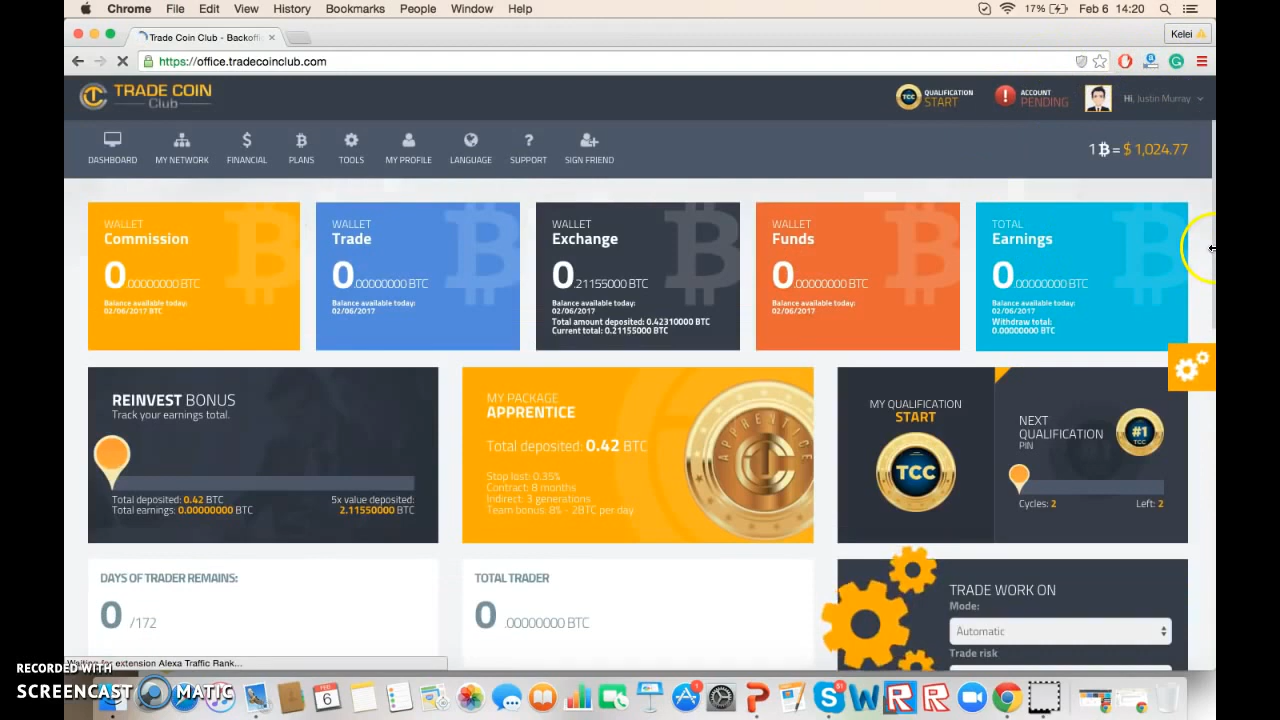 Chrome File Edit View History Bookmarks People Window Help 17% Feb 6 14:20
Trade Coin Club - Backoffi Kelei
https://office.tradecoinclub.com
TRADE COIN
Club
QUALIFICATION
START
ACCOUNT
PENDING
Hi, Justin Murray
DASHBOARD MY NETWORK FINANCIAL PLANS TOOLS MY PROFILE LANGUAGE SUPPORT SIGN FRIEND
1 ₿ = $ 1,024.77
WALLET
Commission
0.00000000 BTC
Balance available today:
02/06/2017 BTC
WALLET
Trade
0.00000000 BTC
Balance available today:
02/06/2017
WALLET
Exchange
0.21155000 BTC
Balance available today:
02/06/2017
Total amount deposited: 0.42310000 BTC
Current total: 0.21155000 BTC
WALLET
Funds
0.00000000 BTC
Balance available today:
02/06/2017
TOTAL
Earnings
0.00000000 BTC
Balance available today:
02/06/2017
Withdraw total:
0.00000000 BTC
REINVEST BONUS
Track your earnings total.
Total deposited: 0.42 BTC
Total earnings: 0.00000000 BTC
5x value deposited:
2.11550000 BTC
MY PACKAGE
APPRENTICE
Total deposited: 0.42 BTC
Stop last: 0.35%
Contract: 8 months
Indirect: 3 generations
Team bonus: 8% - 2BTC per day.
APPRENTICE
MY QUALIFICATION
START
TCC
NEXT
QUALIFICATION
PIN
#1
TCC
Cycles: 2 Left: 2
DAYS OF TRADER REMAINS:
0 /172
TOTAL TRADER
0.00000000 BTC
TRADE WORK ON
Mode:
Automatic
Trade risk
Waiting for extension Alexa Traffic Rank...
RECORDED WITH
SCREENCAST MATIC